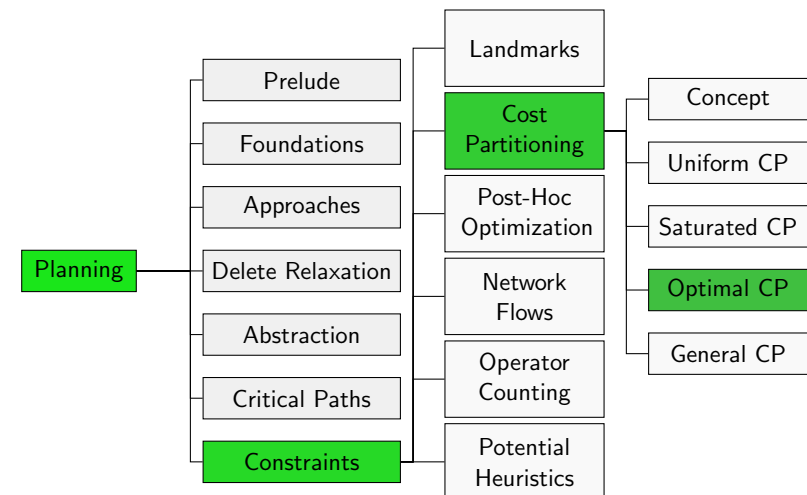 Planning
Prelude
Foundations
Approaches
Delete Relaxation
Abstraction
Critical Paths
Constraints
Landmarks
Cost
Partitioning
Post-Hoc
Optimization
Network
Flows
Operator
Counting
Potential
Heuristics
Concept
Uniform CP
Saturated CP
Optimal CP
General CP